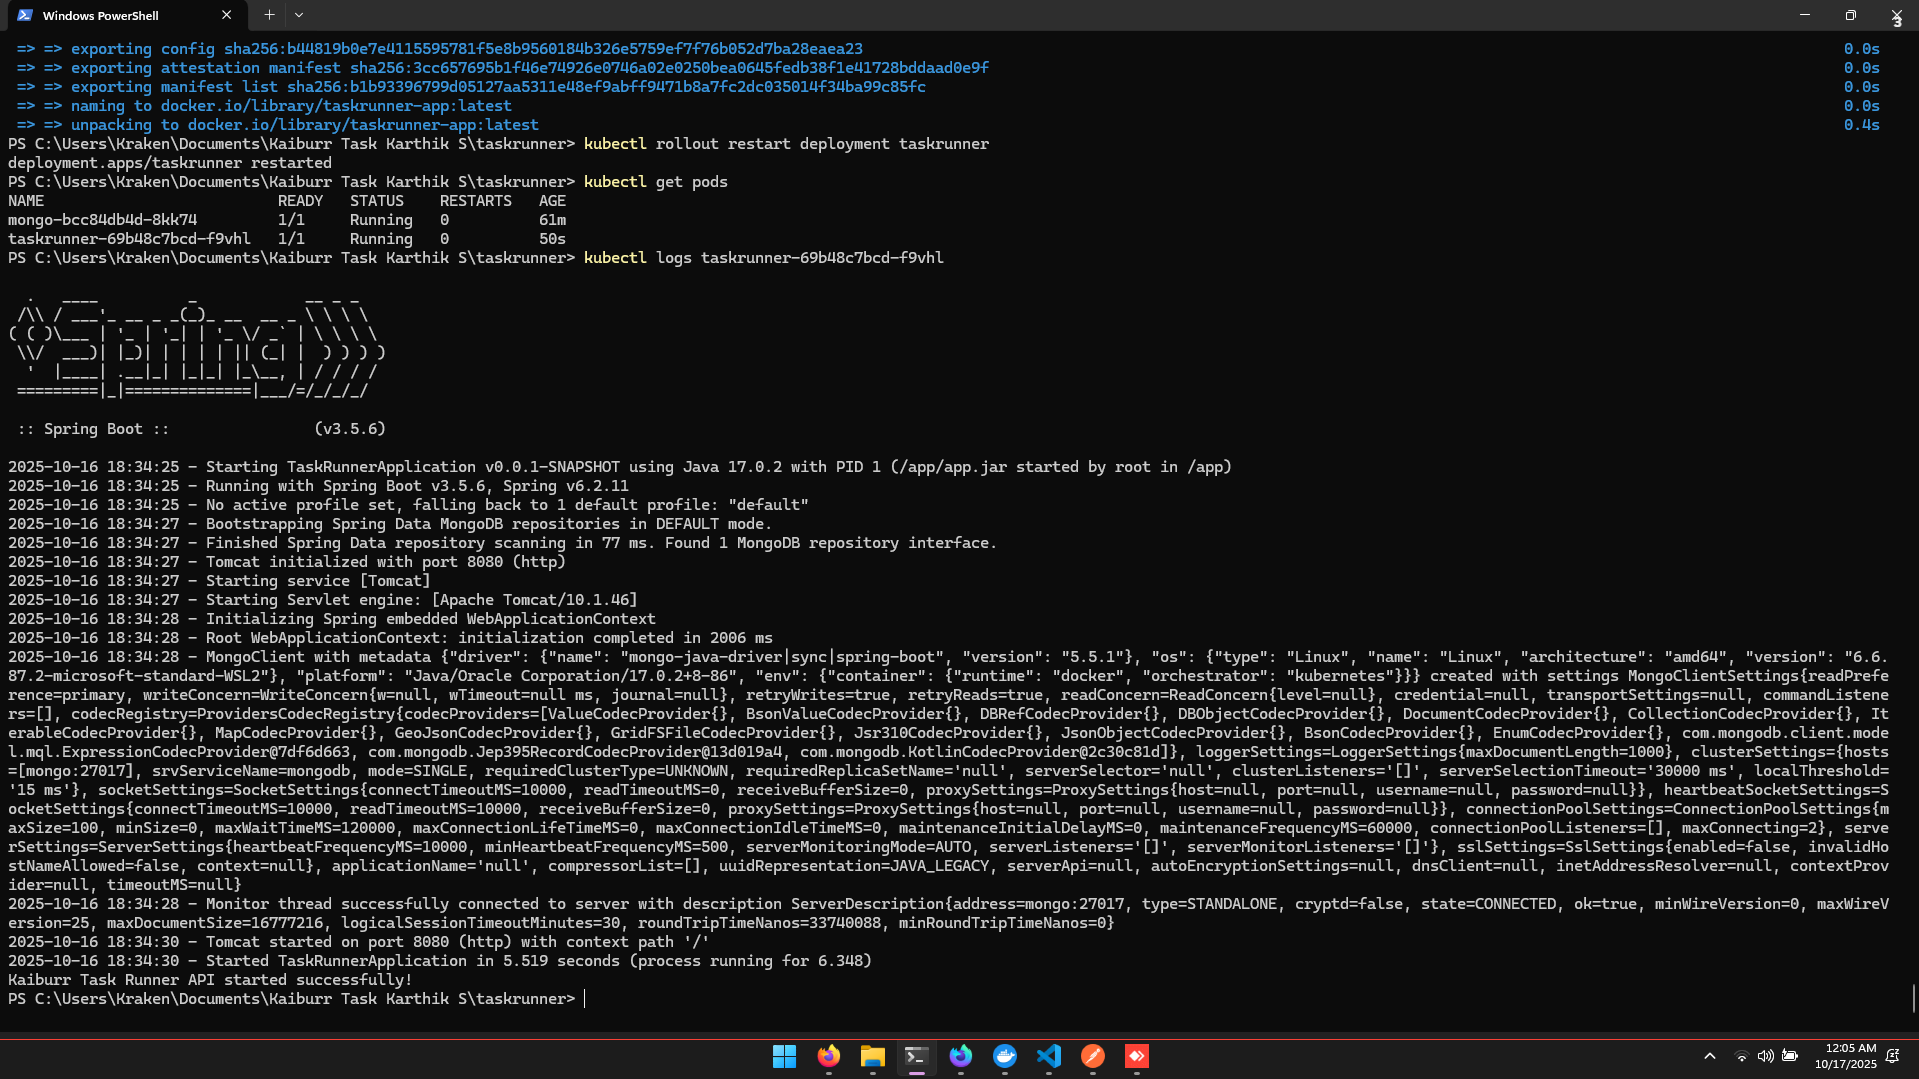 Windows PowerShell
=> => exporting config sha256:b44819b0e7e4115595781f5e8b9560184b326e5759ef7f76b052d7ba28eaea23 0.0s
=> => exporting attestation manifest sha256:3cc657695b1f46e74926e0746a02e0250bea0645fedb38f1e41728bddaad0e9f 0.0s
=> => exporting manifest list sha256:b1b93396799d05127aa5311e48ef9abff9471b8a7fc2dc035014f34ba99c85fc 0.0s
=> => naming to docker.io/library/taskrunner-app:latest 0.0s
=> => unpacking to docker.io/library/taskrunner-app:latest 0.4s
PS C:\Users\Kraken\Documents\Kaiburr Task Karthik S\taskrunner> kubectl rollout restart deployment taskrunner
deployment.apps/taskrunner restarted
PS C:\Users\Kraken\Documents\Kaiburr Task Karthik S\taskrunner> kubectl get pods
NAME READY STATUS RESTARTS AGE
mongo-bcc84db4d-8kk74 1/1 Running 0 61m
taskrunner-69b48c7bcd-f9vhl 1/1 Running 0 50s
PS C:\Users\Kraken\Documents\Kaiburr Task Karthik S\taskrunner> kubectl logs taskrunner-69b48c7bcd-f9vhl
  .   ____          _            __ _ _
 /\\ / ___'_ __ _ _(_)_ __  __ _ \ \ \ \
( ( )\___ | '_ | '_| | '_ \/ _` | \ \ \ \
 \\/  ___)| |_)| | | | | || (_| |  ) ) ) )
  '  |____| .__|_| |_|_| |_\__, | / / / /
 =========|_|==============|___/=/_/_/_/
:: Spring Boot :: (v3.5.6)
2025-10-16 18:34:25 - Starting TaskRunnerApplication v0.0.1-SNAPSHOT using Java 17.0.2 with PID 1 (/app/app.jar started by root in /app)
2025-10-16 18:34:25 - Running with Spring Boot v3.5.6, Spring v6.2.11
2025-10-16 18:34:25 - No active profile set, falling back to 1 default profile: "default"
2025-10-16 18:34:27 - Bootstrapping Spring Data MongoDB repositories in DEFAULT mode.
2025-10-16 18:34:27 - Finished Spring Data repository scanning in 77 ms. Found 1 MongoDB repository interface.
2025-10-16 18:34:27 - Tomcat initialized with port 8080 (http)
2025-10-16 18:34:27 - Starting service [Tomcat]
2025-10-16 18:34:27 - Starting Servlet engine: [Apache Tomcat/10.1.46]
2025-10-16 18:34:28 - Initializing Spring embedded WebApplicationContext
2025-10-16 18:34:28 - Root WebApplicationContext: initialization completed in 2006 ms
2025-10-16 18:34:28 - MongoClient with metadata {"driver": {"name": "mongo-java-driver|sync|spring-boot", "version": "5.5.1"}, "os": {"type": "Linux", "name": "Linux", "architecture": "amd64", "version": "6.6.
87.2-microsoft-standard-WSL2"}, "platform": "Java/Oracle Corporation/17.0.2+8-86", "env": {"container": {"runtime": "docker", "orchestrator": "kubernetes"}}} created with settings MongoClientSettings{readPrefe
rence=primary, writeConcern=WriteConcern{w=null, wTimeout=null ms, journal=null}, retryWrites=true, retryReads=true, readConcern=ReadConcern{level=null}, credential=null, transportSettings=null, commandListene
rs=[], codecRegistry=ProvidersCodecRegistry{codecProviders=[ValueCodecProvider{}, BsonValueCodecProvider{}, DBRefCodecProvider{}, DBObjectCodecProvider{}, DocumentCodecProvider{}, CollectionCodecProvider{}, It
erableCodecProvider{}, MapCodecProvider{}, GeoJsonCodecProvider{}, GridFSFileCodecProvider{}, Jsr310CodecProvider{}, JsonObjectCodecProvider{}, BsonCodecProvider{}, EnumCodecProvider{}, com.mongodb.client.mode
l.mql.ExpressionCodecProvider@7df6d663, com.mongodb.Jep395RecordCodecProvider@13d019a4, com.mongodb.KotlinCodecProvider@2c30c81d]}, loggerSettings=LoggerSettings{maxDocumentLength=1000}, clusterSettings={hosts
=[mongo:27017], srvServiceName=mongodb, mode=SINGLE, requiredClusterType=UNKNOWN, requiredReplicaSetName='null', serverSelector='null', clusterListeners='[]', serverSelectionTimeout='30000 ms', localThreshold=
'15 ms'}, socketSettings=SocketSettings{connectTimeoutMS=10000, readTimeoutMS=0, receiveBufferSize=0, proxySettings=ProxySettings{host=null, port=null, username=null, password=null}}, heartbeatSocketSettings=S
ocketSettings{connectTimeoutMS=10000, readTimeoutMS=10000, receiveBufferSize=0, proxySettings=ProxySettings{host=null, port=null, username=null, password=null}}, connectionPoolSettings=ConnectionPoolSettings{m
axSize=100, minSize=0, maxWaitTimeMS=120000, maxConnectionLifeTimeMS=0, maxConnectionIdleTimeMS=0, maintenanceInitialDelayMS=0, maintenanceFrequencyMS=60000, connectionPoolListeners=[], maxConnecting=2}, serve
rSettings=ServerSettings{heartbeatFrequencyMS=10000, minHeartbeatFrequencyMS=500, serverMonitoringMode=AUTO, serverListeners='[]', serverMonitorListeners='[]'}, sslSettings=SslSettings{enabled=false, invalidHo
stNameAllowed=false, context=null}, applicationName='null', compressorList=[], uuidRepresentation=JAVA_LEGACY, serverApi=null, autoEncryptionSettings=null, dnsClient=null, inetAddressResolver=null, contextProv
ider=null, timeoutMS=null}
2025-10-16 18:34:28 - Monitor thread successfully connected to server with description ServerDescription{address=mongo:27017, type=STANDALONE, cryptd=false, state=CONNECTED, ok=true, minWireVersion=0, maxWireV
ersion=25, maxDocumentSize=16777216, logicalSessionTimeoutMinutes=30, roundTripTimeNanos=33740088, minRoundTripTimeNanos=0}
2025-10-16 18:34:30 - Tomcat started on port 8080 (http) with context path '/'
2025-10-16 18:34:30 - Started TaskRunnerApplication in 5.519 seconds (process running for 6.348)
Kaiburr Task Runner API started successfully!
PS C:\Users\Kraken\Documents\Kaiburr Task Karthik S\taskrunner>
12:05 AM
10/17/2025